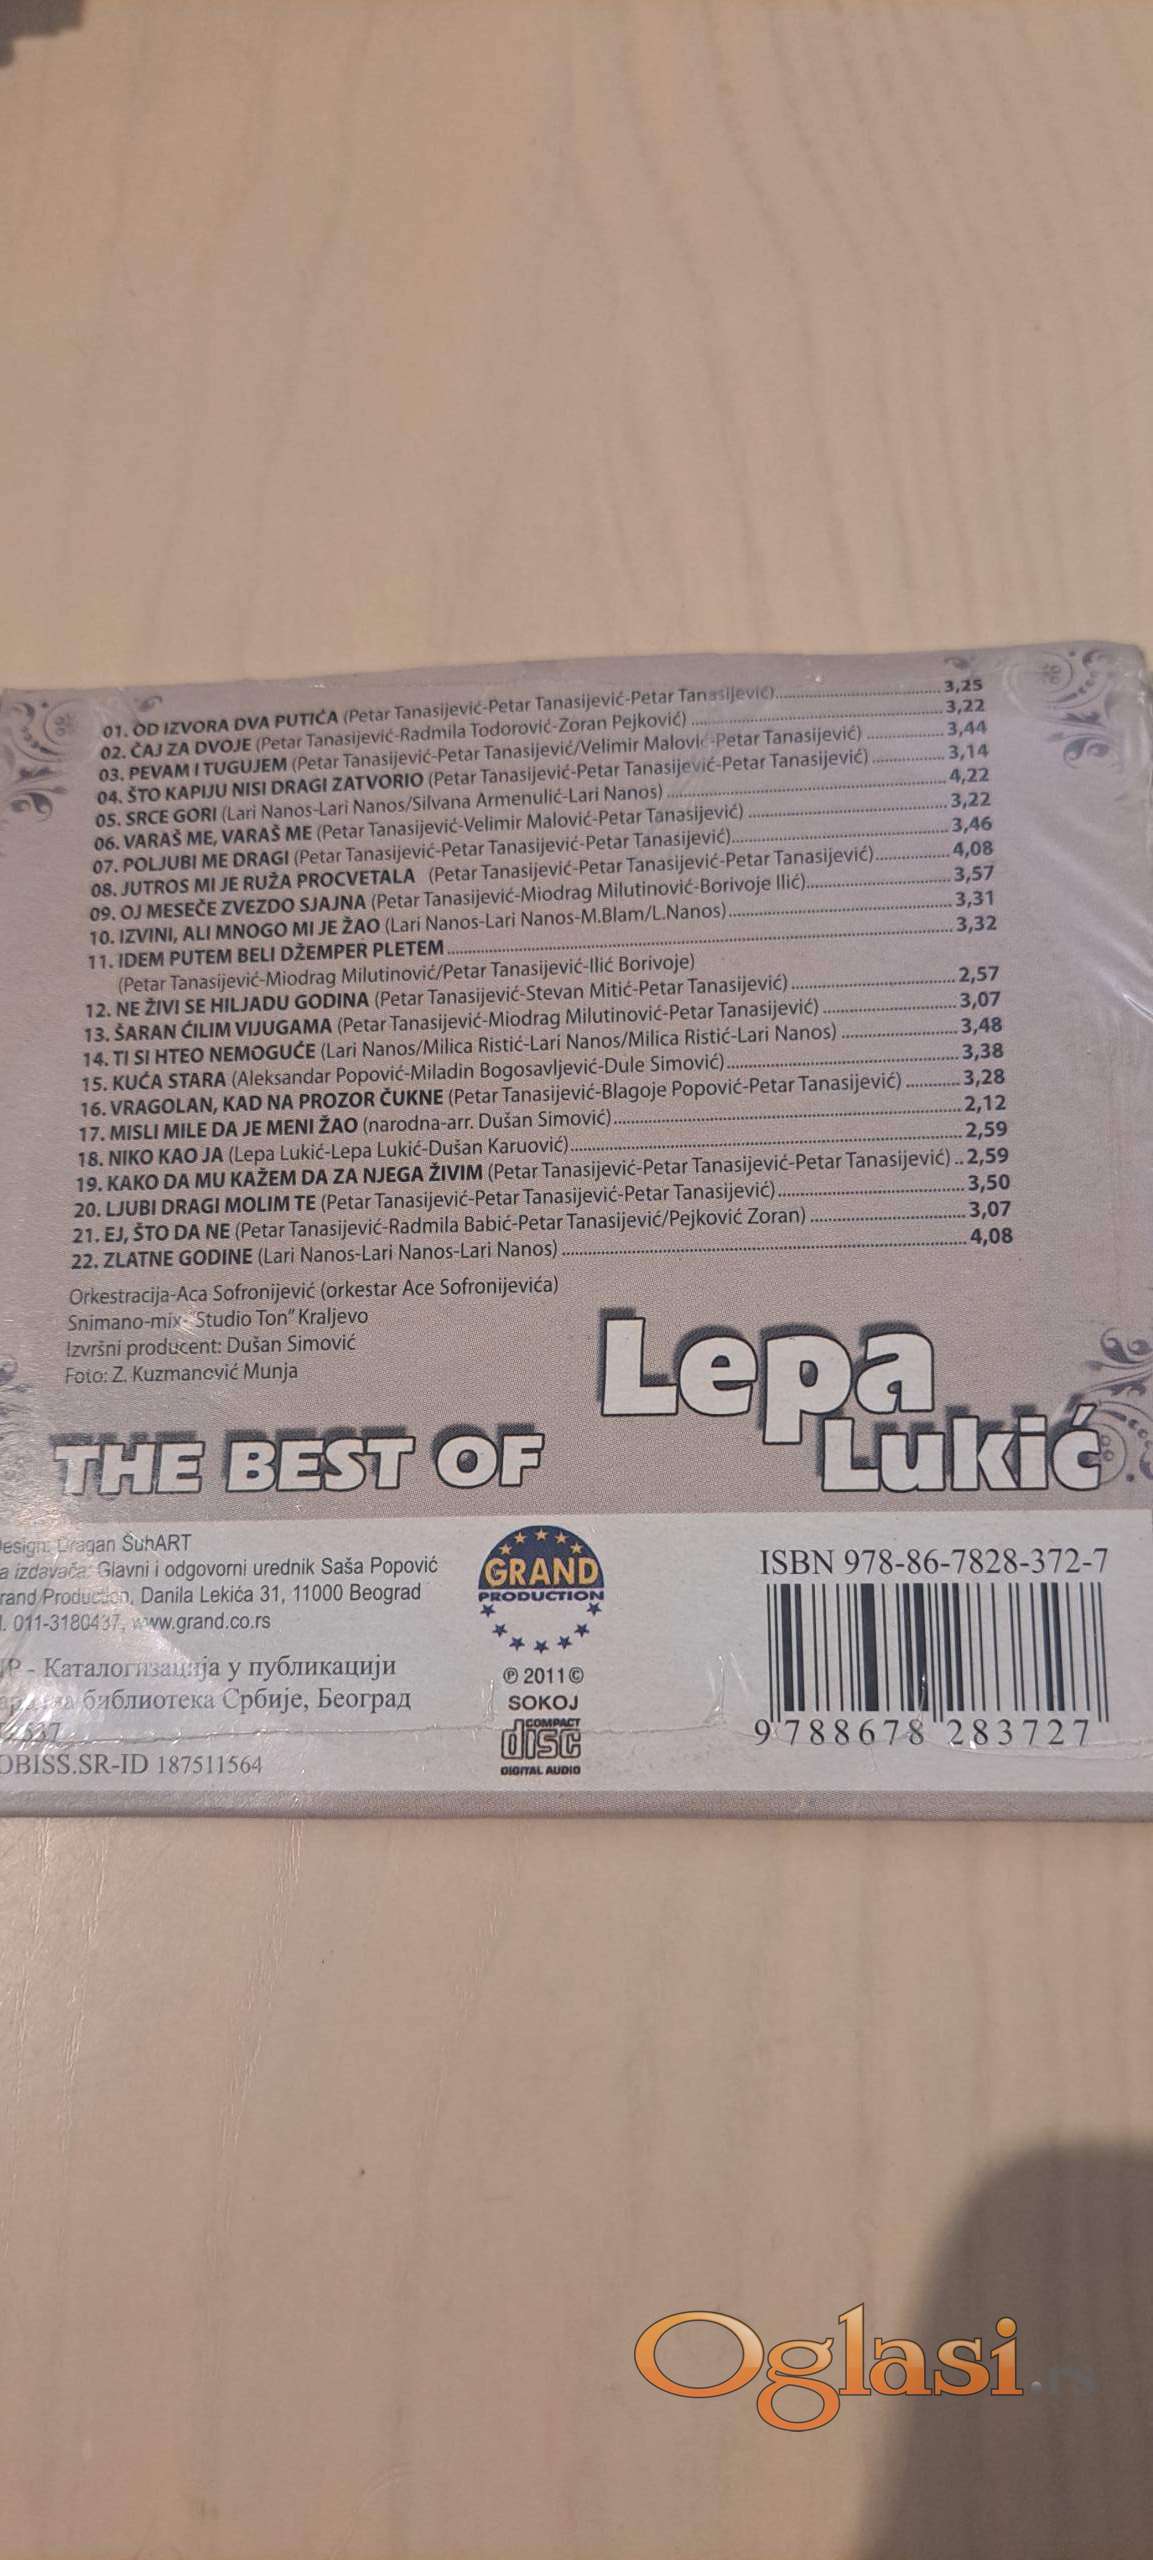 01. OD IZVORA DVA PUTIĆA (Petar Tanasijević-Petar Tanasijević-Petar Tanasijević)..... 3,25
02. ČAJ ZA DVOJE (Petar Tanasijević-Radmila Todorović-Zoran Pejković) ..... 3,22
03. PEVAM I TUGUJEM (Petar Tanasijević-Petar Tanasijević/Velimir Malović-Petar Tanasijević) ..... 3,44
04. ŠTO KAPIJU NISI DRAGI ZATVORIO (Petar Tanasijević-Petar Tanasijević-Petar Tanasijević) ..... 3,14
05. SRCE GORI (Lari Nanos-Lari Nanos/Silvana Armenulić-Lari Nanos) ..... 4,22
06. VARAŠ ME, VARAŠ ME (Petar Tanasijević-Velimir Malović-Petar Tanasijević) ..... 3,22
07. POLJUBI ME DRAGI (Petar Tanasijević-Petar Tanasijević-Petar Tanasijević)..... 3,46
08. JUTROS MI JE RUŽA PROCVETALA (Petar Tanasijević-Petar Tanasijević-Petar Tanasijević)..... 4,08
09. OJ MESEČE ZVEZDO SJAJNA (Petar Tanasijević-Miodrag Milutinović-Borivoje Ilić)..... 3,57
10. IZVINI, ALI MNOGO MI JE ŽAO (Lari Nanos-Lari Nanos-M.Blam/L.Nanos)..... 3,31
11. IDEM PUTEM BELI DŽEMPER PLETEM ..... 3,32
(Petar Tanasijević-Miodrag Milutinović/Petar Tanasijević-Ilić Borivoje)
12. NE ŽIVI SE HILJADU GODINA (Petar Tanasijević-Stevan Mitić-Petar Tanasijević) ..... 2,57
13. ŠARAN ĆILIM VIJUGAMA (Petar Tanasijević-Miodrag Milutinović-Petar Tanasijević) ..... 3,07
14. TI SI HTEO NEMOGUĆE (Lari Nanos/Milica Ristić-Lari Nanos/Milica Ristić-Lari Nanos) ..... 3,48
15. KUĆA STARA (Aleksandar Popović-Miladin Bogosavljević-Dule Simović)..... 3,38
16. VRAGOLAN, KAD NA PROZOR ČUKNE (Petar Tanasijević-Blagoje Popović-Petar Tanasijević) ..... 3,28
17. MISLI MILE DA JE MENI ŽAO (narodna-arr. Dušan Simović)..... 2,12
18. NIKO KAO JA (Lepa Lukić-Lepa Lukić-Dušan Karuović)..... 2,59
19. KAKO DA MU KAŽEM DA ZA NJEGA ŽIVIM (Petar Tanasijević-Petar Tanasijević-Petar Tanasijević) ..2,59
20. LJUBI DRAGI MOLIM TE (Petar Tanasijević-Petar Tanasijević-Petar Tanasijević)..... 3,50
21. EJ, ŠTO DA NE (Petar Tanasijević-Radmila Babić-Petar Tanasijević/Pejković Zoran) ..... 3,07
22. ZLATNE GODINE (Lari Nanos-Lari Nanos-Lari Nanos) ..... 4,08
Orkestracija-Aca Sofronijević (orkestar Ace Sofronijevića)
Snimano-mix-"Studio Ton" Kraljevo
Izvršni producent: Dušan Simović
Foto: Z. Kuzmanović Munja
THE BEST OF Lepa
Lukić
Design: Dragan ŠuhART
izdavača: Glavni i odgovorni urednik Saša Popović
Production, Danila Lekića 31, 11000 Beograd
011-3180437, www.grand.co.rs
- Каталогизација у публикацији
библиотека Србије, Београд
OBISS.SR-ID 187511564
GRAND
PRODUCTION
℗ 2011 ©
SOKOJ
COMPACT
disc
DIGITAL AUDIO
ISBN 978-86-7828-372-7
9 788678 283727
Oglasi.rs